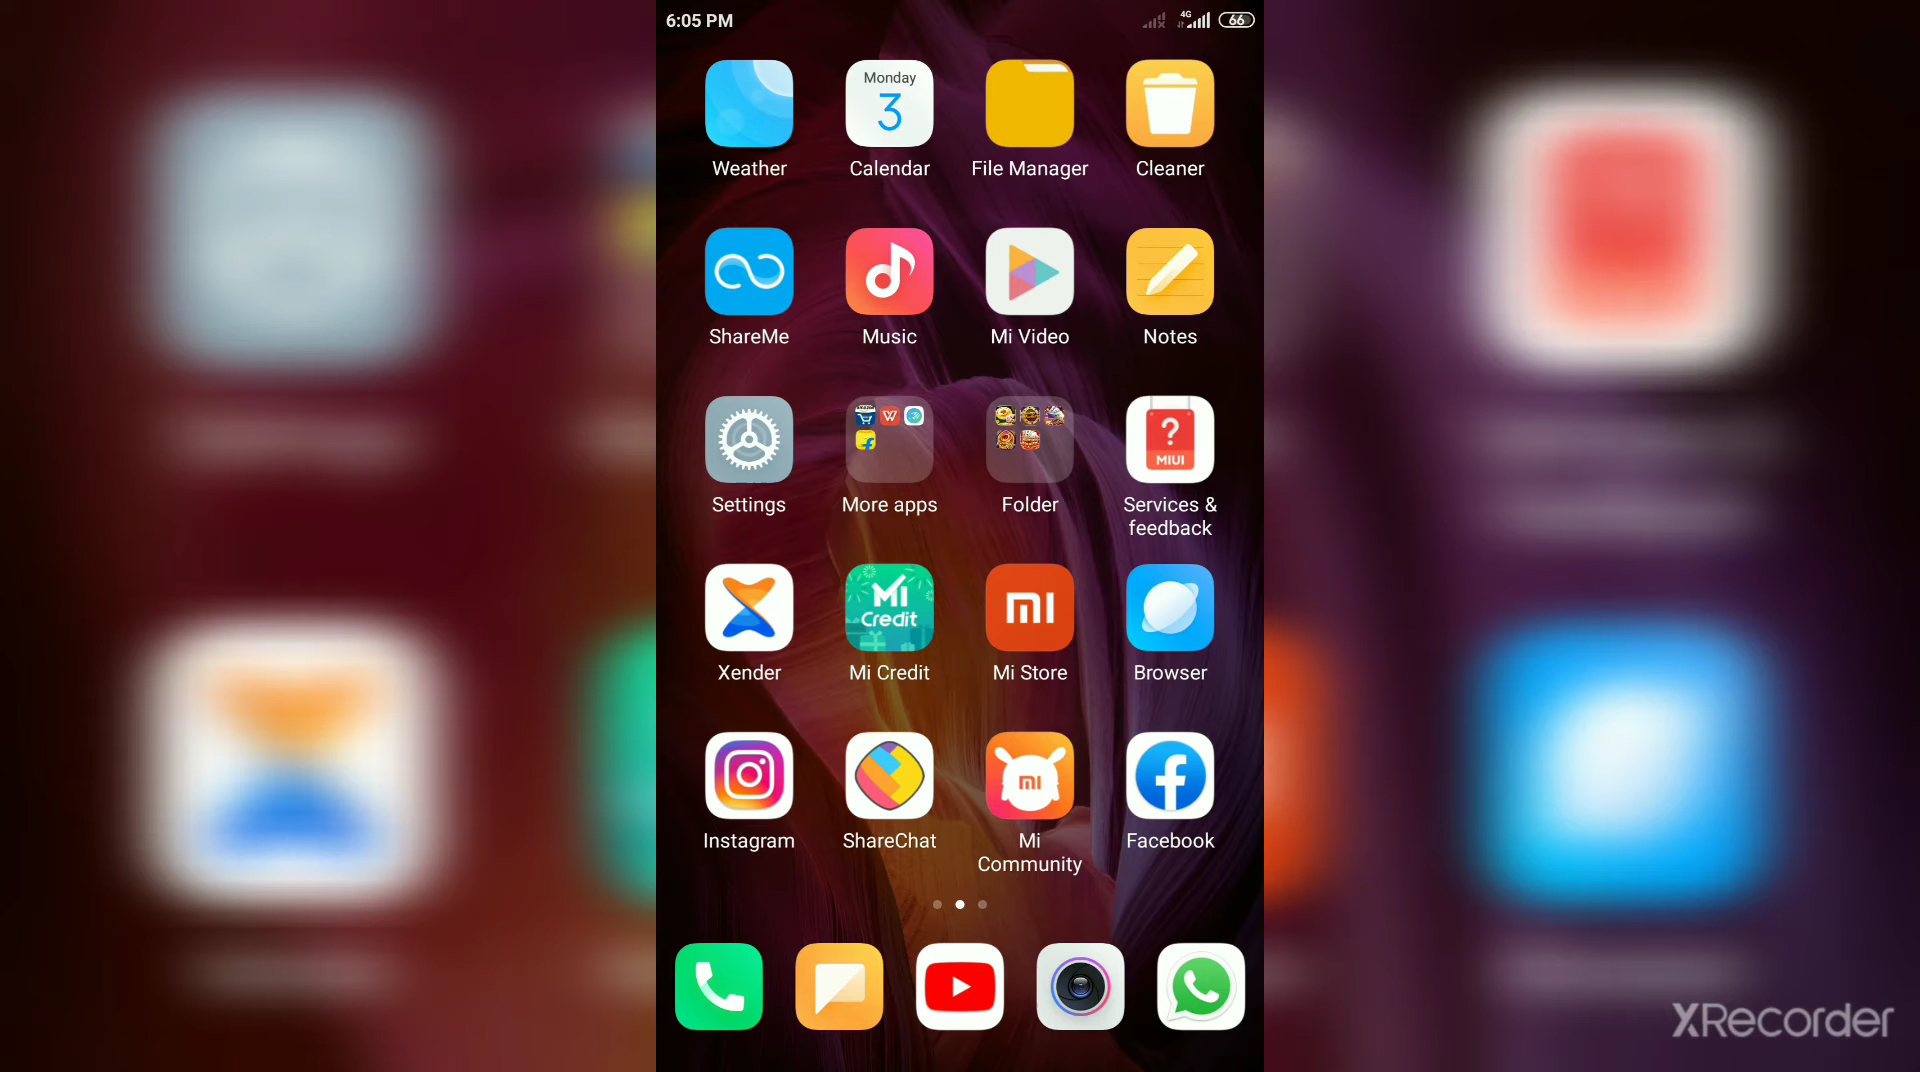 6:05 PM
4G
66
Monday
3
Weather
Calendar
File Manager
Cleaner
ShareMe
Music
Mi Video
Notes
?
MIUI
Settings
More apps
Folder
Services &
feedback
Mi
Credit
mi
Xender
Mi Credit
Mi Store
Browser
mi
Instagram
ShareChat
Mi
Community
Facebook
XRecorder